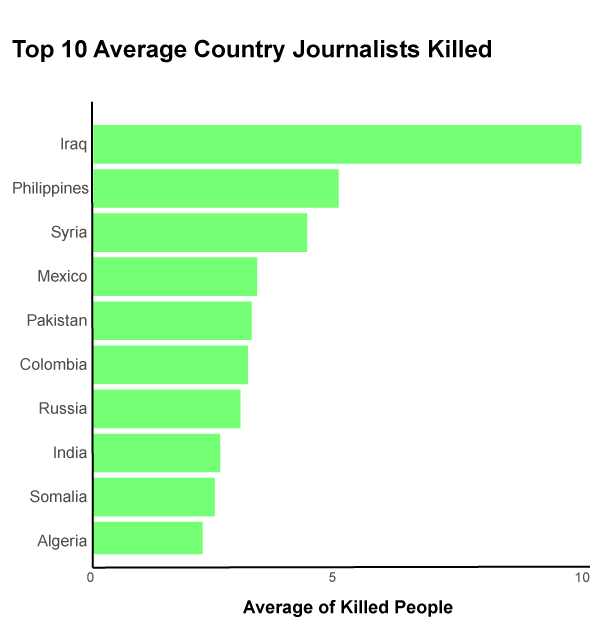 Top 10 Average Country Journalists Killed
Iraq
Philippines
Syria
Mexico
Pakistan
Colombia
Russia
India
Somalia
Algeria
0 5 10
Average of Killed People